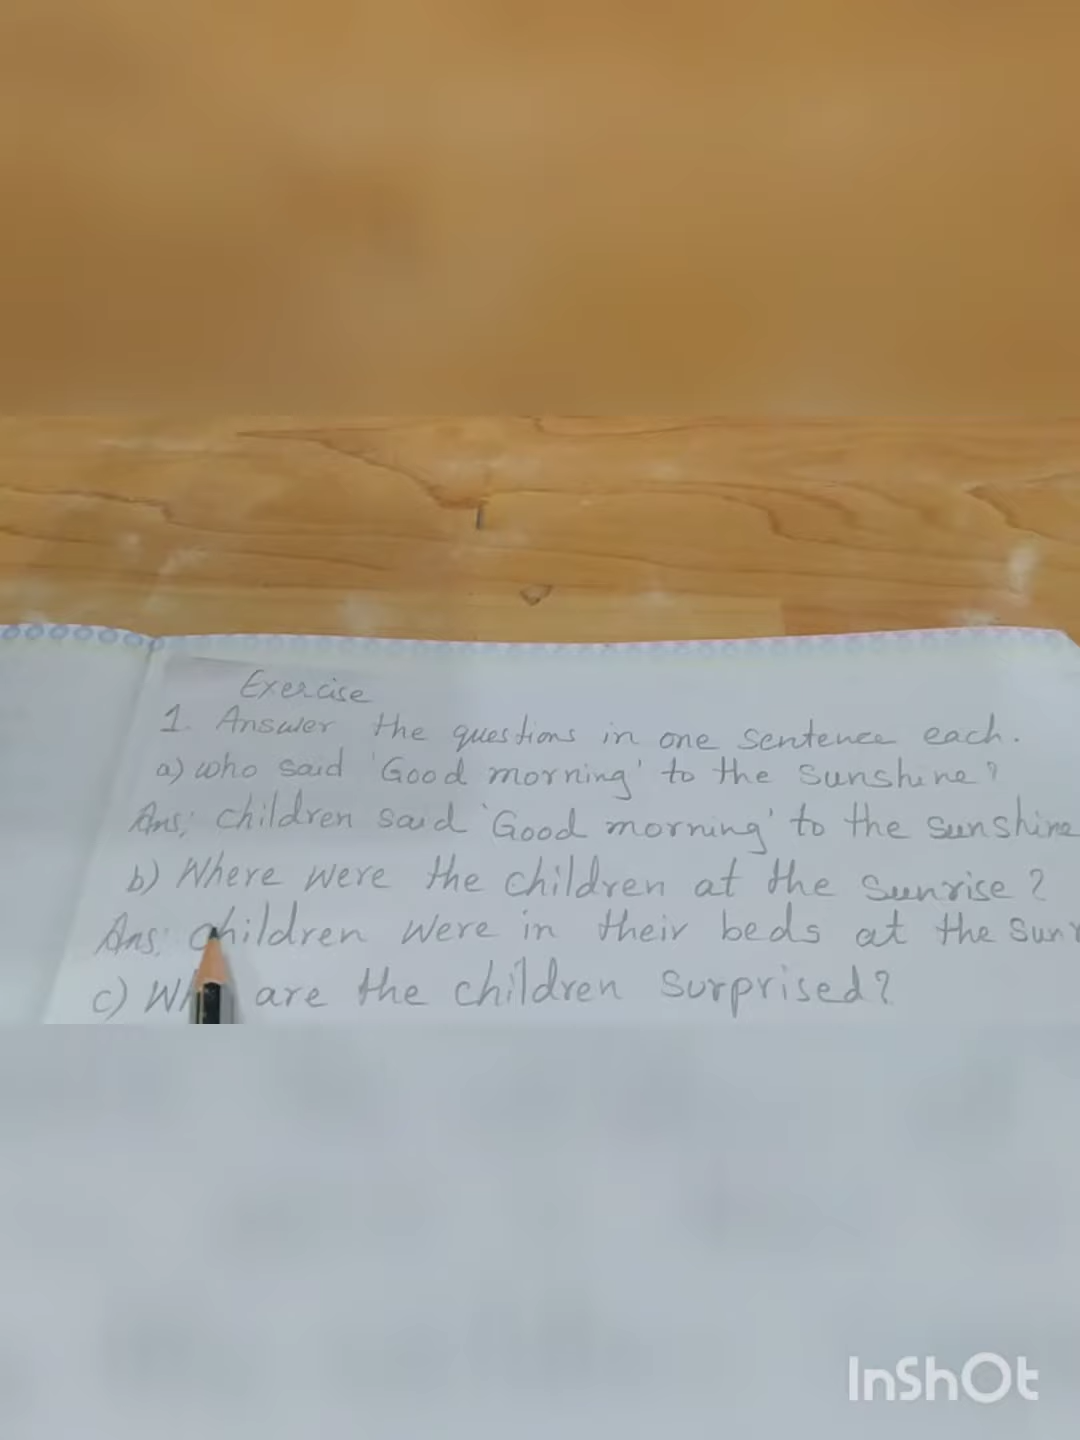 Exercise
1. Answer the questions in one sentence each.
a) who said 'Good morning' to the sunshine?
Ans; children said 'Good morning' to the sunshine
b) Where were the children at the sunrise?
Ans; children were in their beds at the
c) are the children surprised?
InShOt